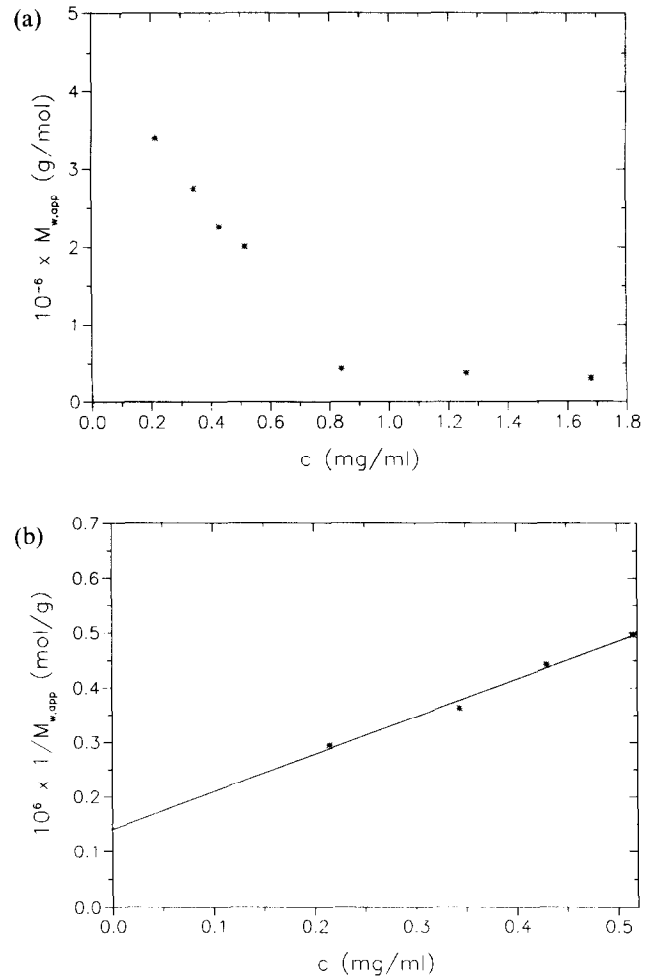 (a)
5
4
3
2
1
0
10⁻⁶ x M_w,app (g/mol)
0.0 0.2 0.4 0.6 0.8 1.0 1.2 1.4 1.6 1.8
c (mg/ml)
(b)
0.7
0.6
0.5
0.4
0.3
0.2
0.1
0.0
10⁶ x 1/M_w,app (mol/g)
0.0 0.1 0.2 0.3 0.4 0.5
c (mg/ml)